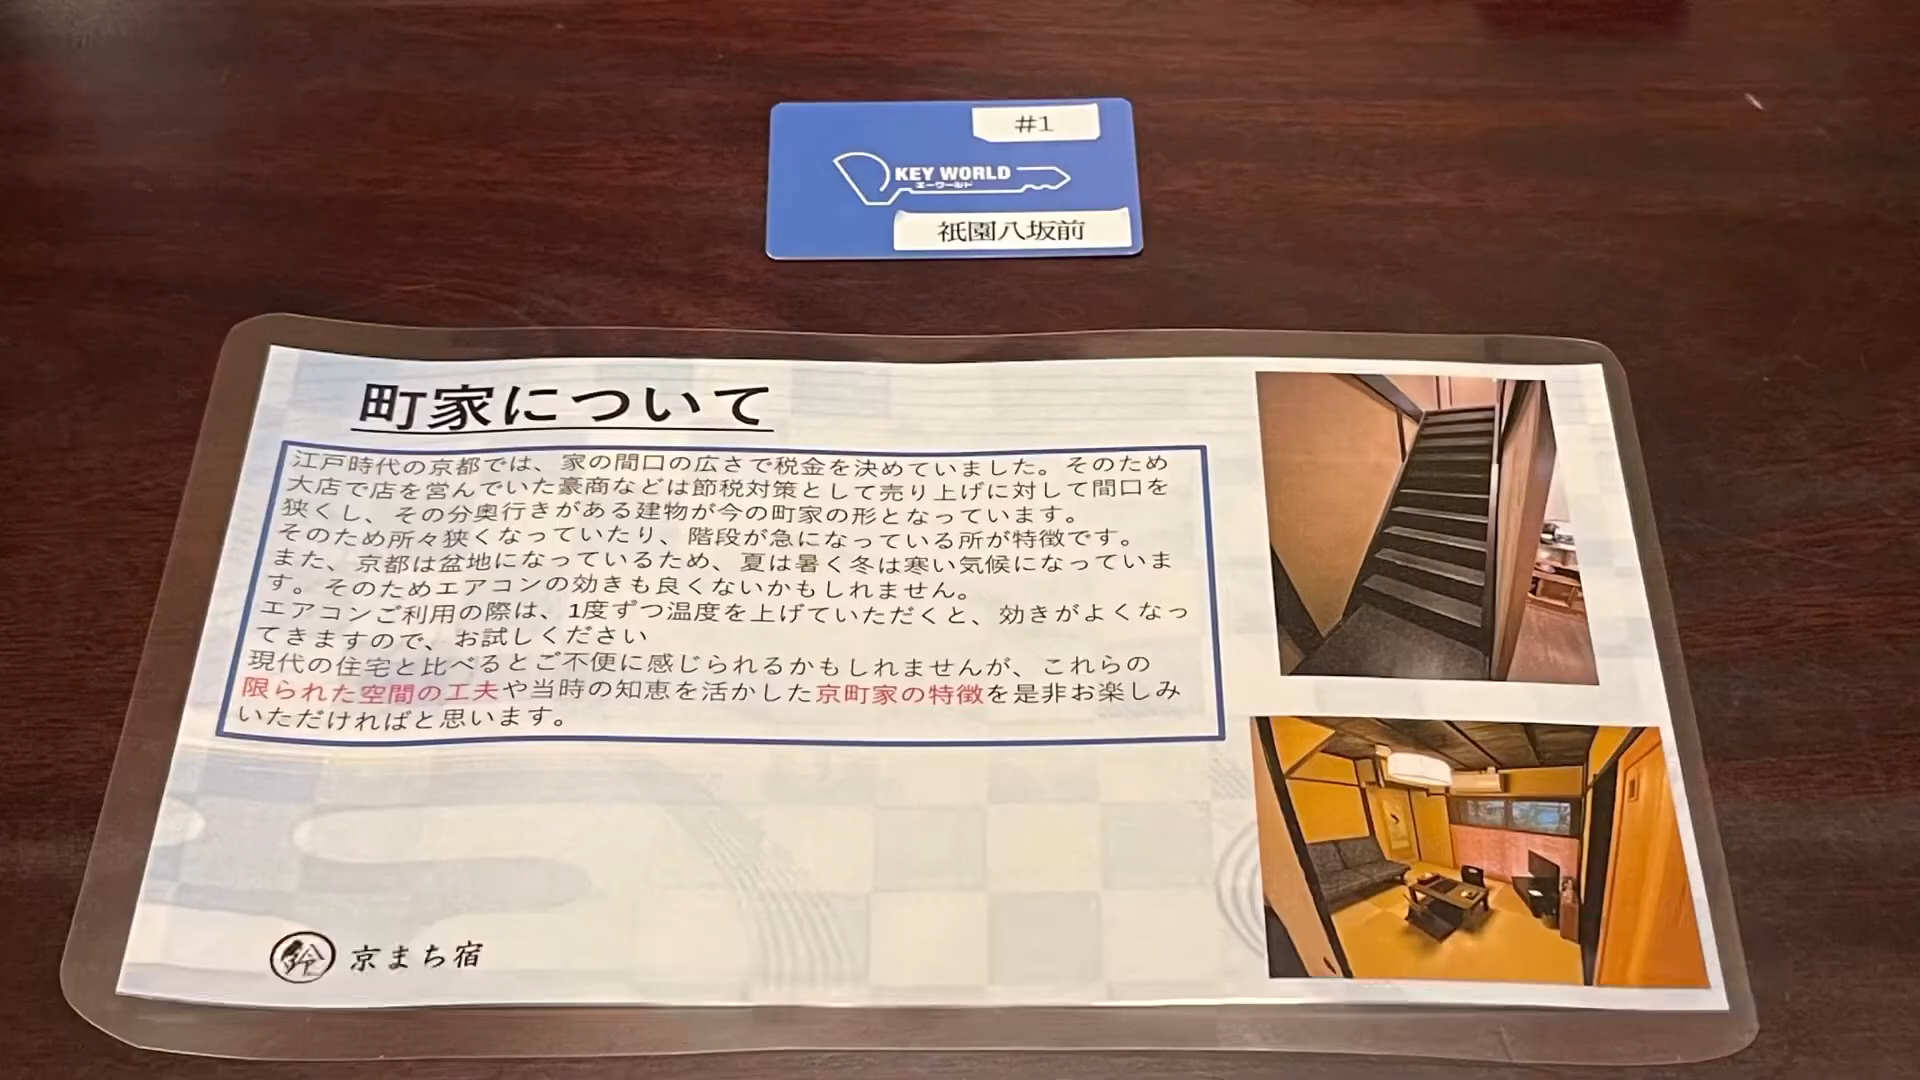 #1
KEY WORLD
キーワールド
祇園八坂前
町家について
江戸時代の京都では、家の間口の広さで税金を決めていました。そのため
大店で店を営んでいた豪商などは節税対策として売り上げに対して間口を
狭くし、その分奥行きがある建物が今の町家の形となっています。
そのため所々狭くなっていたり、階段が急になっている所が特徴です。
また、京都は盆地になっているため、夏は暑く冬は寒い気候になっていま
す。そのためエアコンの効きも良くないかもしれません。
エアコンご利用の際は、1度ずつ温度を上げていただくと、効きがよくなっ
てきますので、お試しください
現代の住宅と比べるとご不便に感じられるかもしれませんが、これらの
限られた空間の工夫や当時の知恵を活かした京町家の特徴を是非お楽しみ
いただければと思います。
鈴 京まち宿